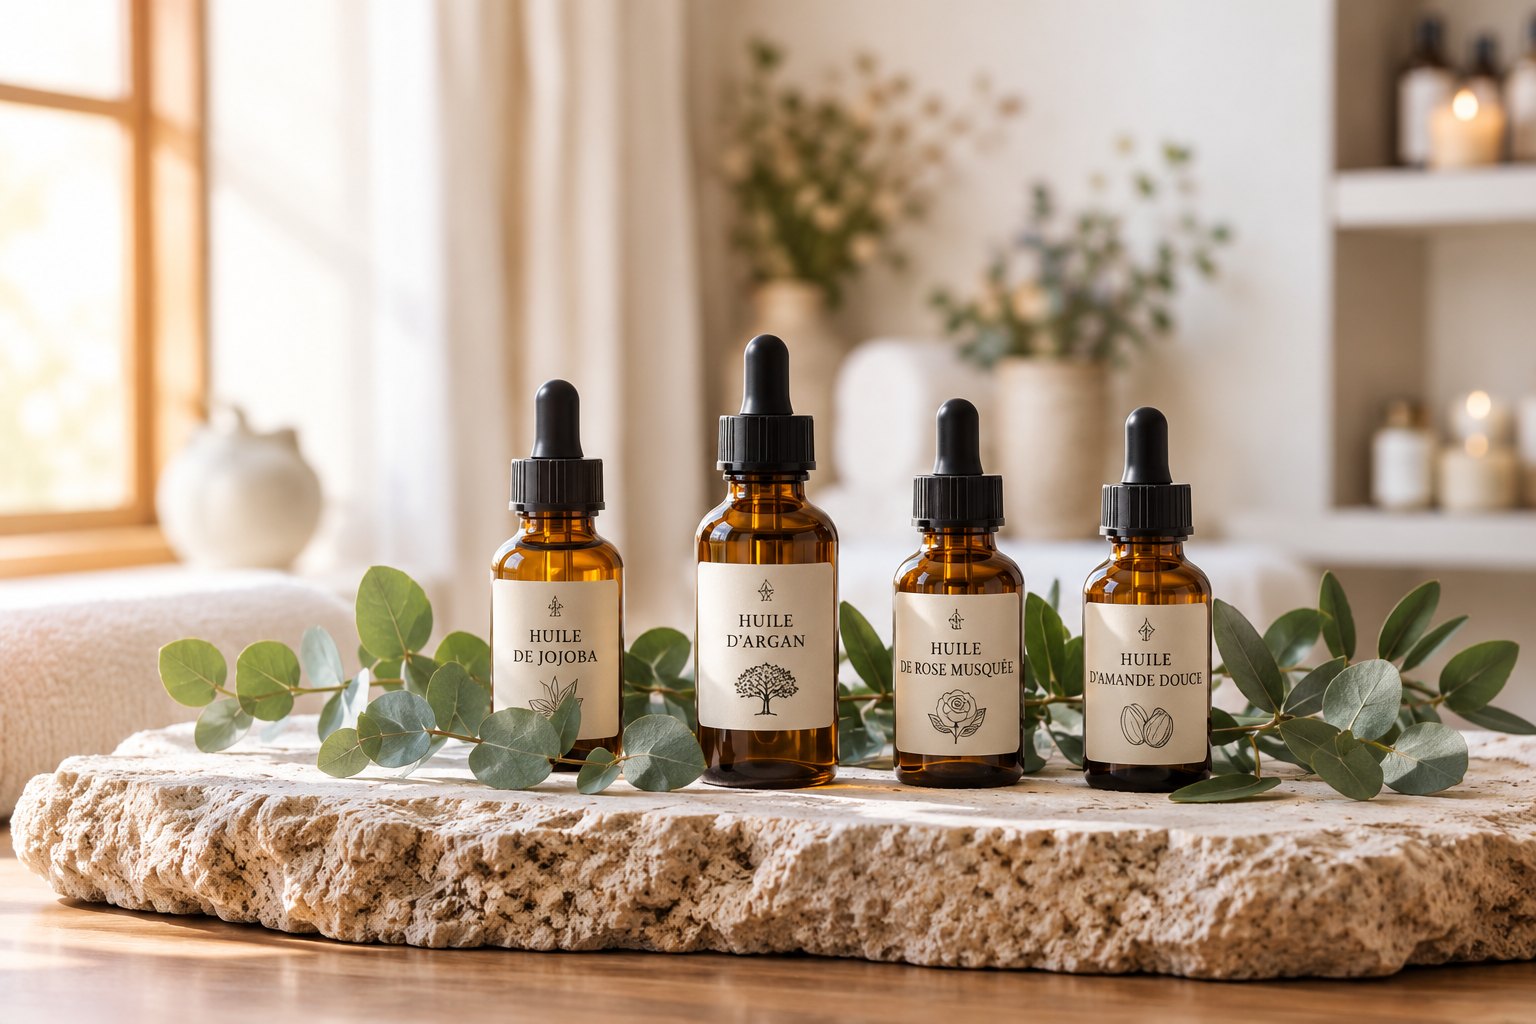 HUILE
DE JOJOBA
HUILE
D'ARGAN
HUILE
DE ROSE MUSQUÉE
HUILE
D'AMANDE DOUCE